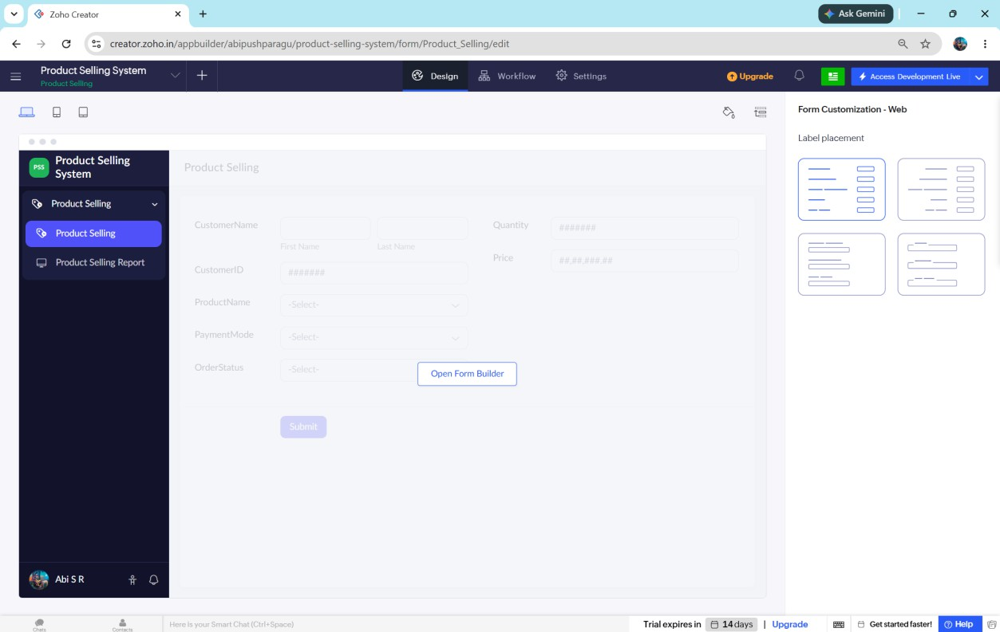 Zoho Creator
Ask Gemini
creator.zoho.in/appbuilder/abipushparagu/product-selling-system/form/Product_Selling/edit
Product Selling System
Product Selling
Design
Workflow
Settings
Upgrade
Access Development Live
Form Customization - Web
Label placement
PSS
Product Selling System
Product Selling
Product Selling
Product Selling Report
Product Selling
CustomerName
First Name
Last Name
CustomerID
#######
ProductName
-Select-
PaymentMode
-Select-
OrderStatus
-Select-
Quantity
#######
Price
##,##,###.##
Open Form Builder
Submit
Abi S R
Chats
Contacts
Here is your Smart Chat (Ctrl+Space)
Trial expires in 14 days | Upgrade
Get started faster!
Help